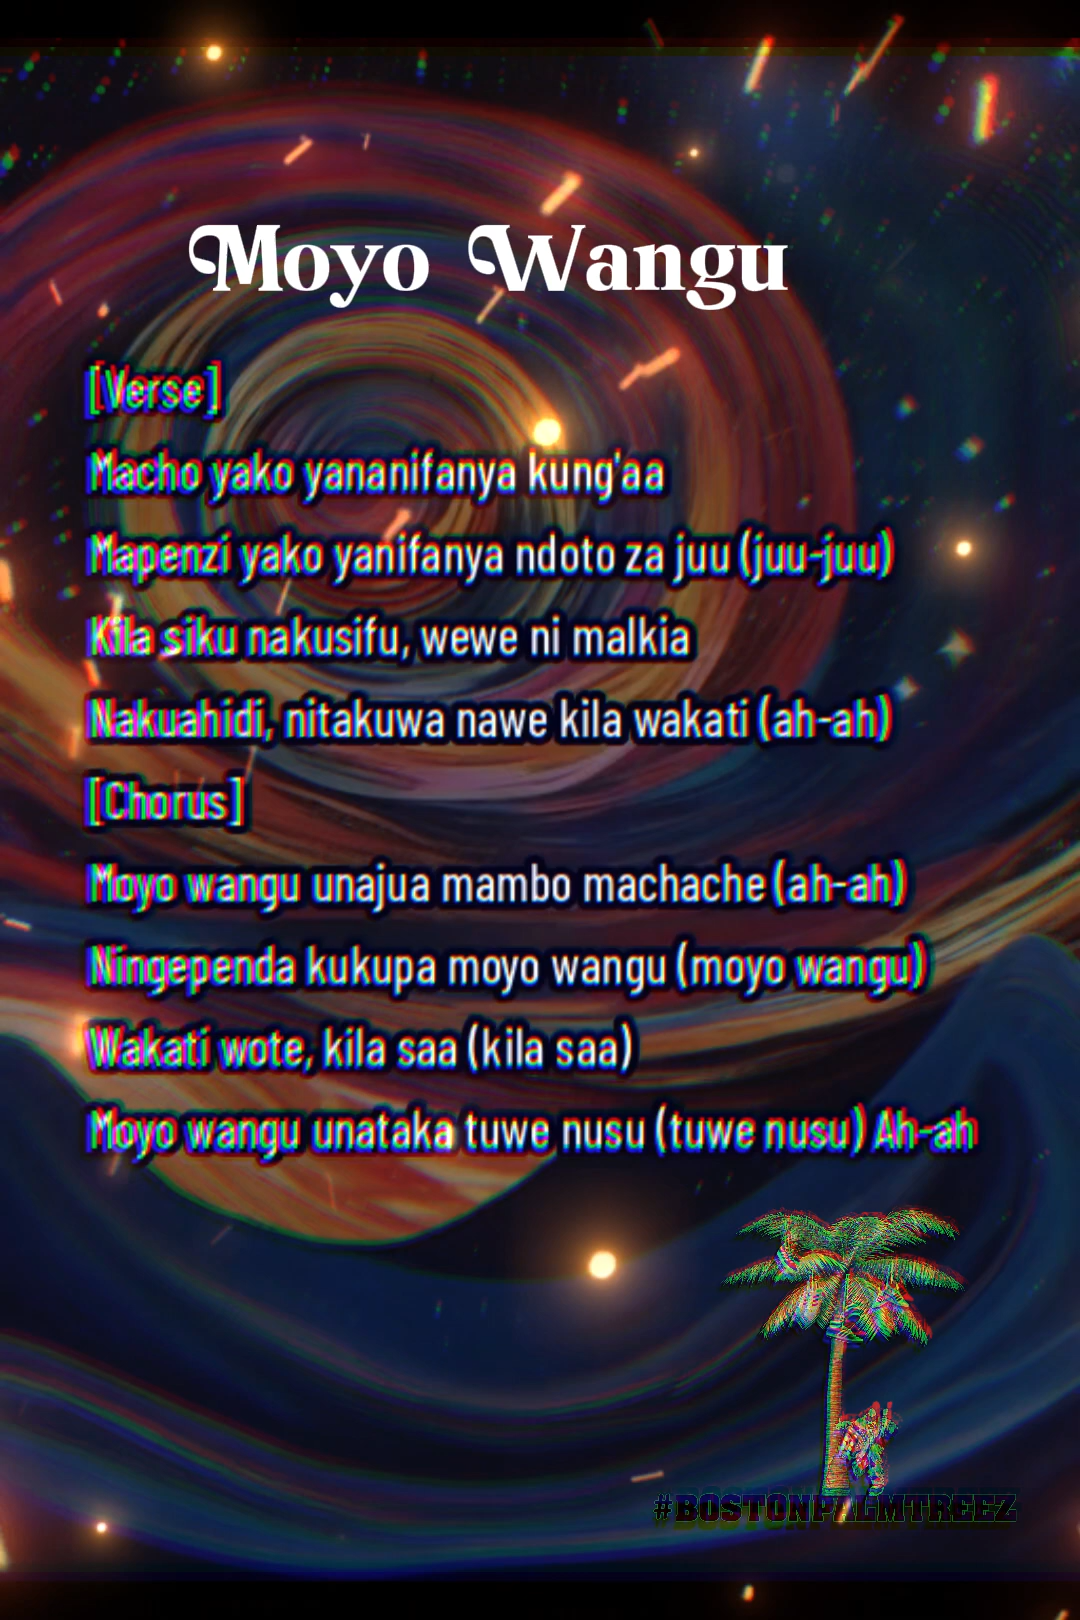 Moyo Wangu
[Verse]
Macho yako yananifanya kung'aa
Mapenzi yako yanifanya ndoto za juu (juu-juu)
Kila siku nakusifu, wewe ni malkia
Nakuahidi, nitakuwa nawe kila wakati (ah-ah)
[Chorus]
Moyo wangu unajua mambo machache (ah-ah)
Ningependa kukupa moyo wangu (moyo wangu)
Wakati wote, kila saa (kila saa)
Moyo wangu unataka tuwe nusu (tuwe nusu) Ah-ah
#BOSTONPALMTREEZ